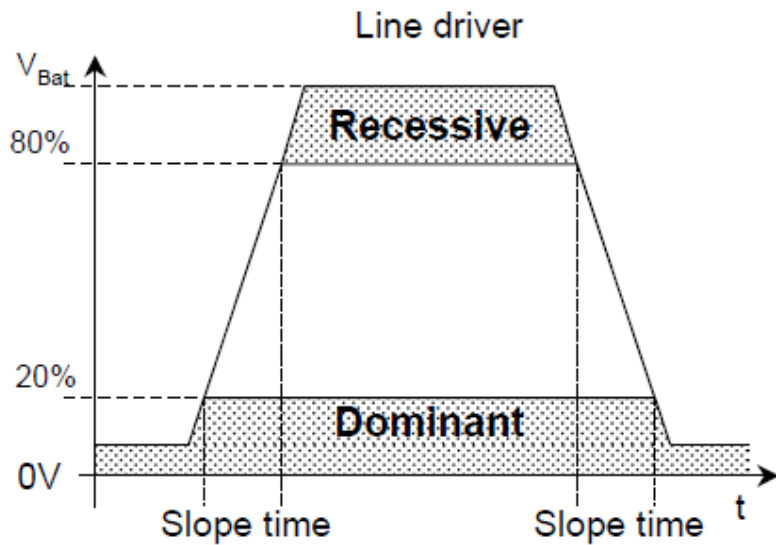 Line driver
V_Bat
Recessive
80%
20%
Dominant
0V
t
Slope time
Slope time